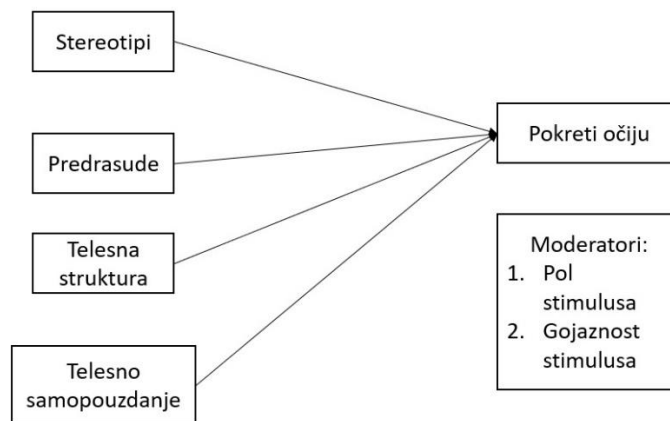 Stereotipi
Predrasude
Telesna
struktura
Telesno
samopouzdanje
Pokreti očiju
Moderatori:
1. Pol
stimulusa
2. Gojaznost
stimulusa